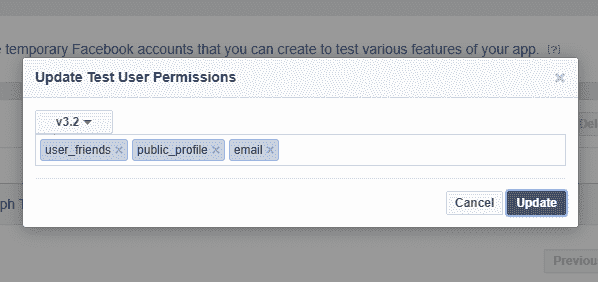 e temporary Facebook accounts that you can create to test various features of your app. [?]
Update Test User Permissions
v3.2
user_friends public_profile email
Del
ph T
Cancel Update
Previou